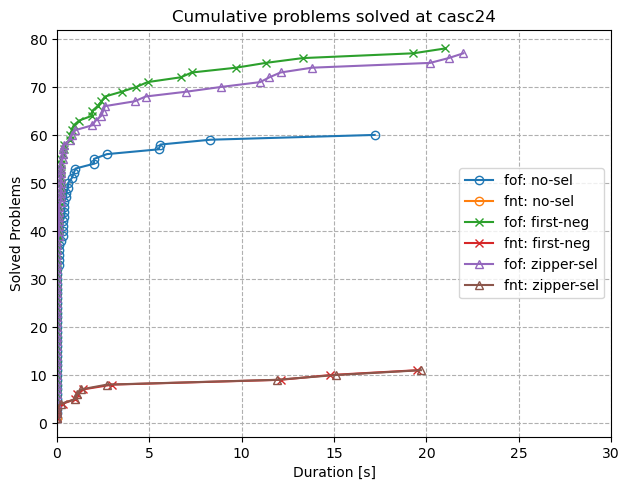 Cumulative problems solved at casc24
Solved Problems
80
70
60
50
40
30
20
10
0
fof: no-sel
fnt: no-sel
fof: first-neg
fnt: first-neg
fof: zipper-sel
fnt: zipper-sel
0 5 10 15 20 25 30
Duration [s]